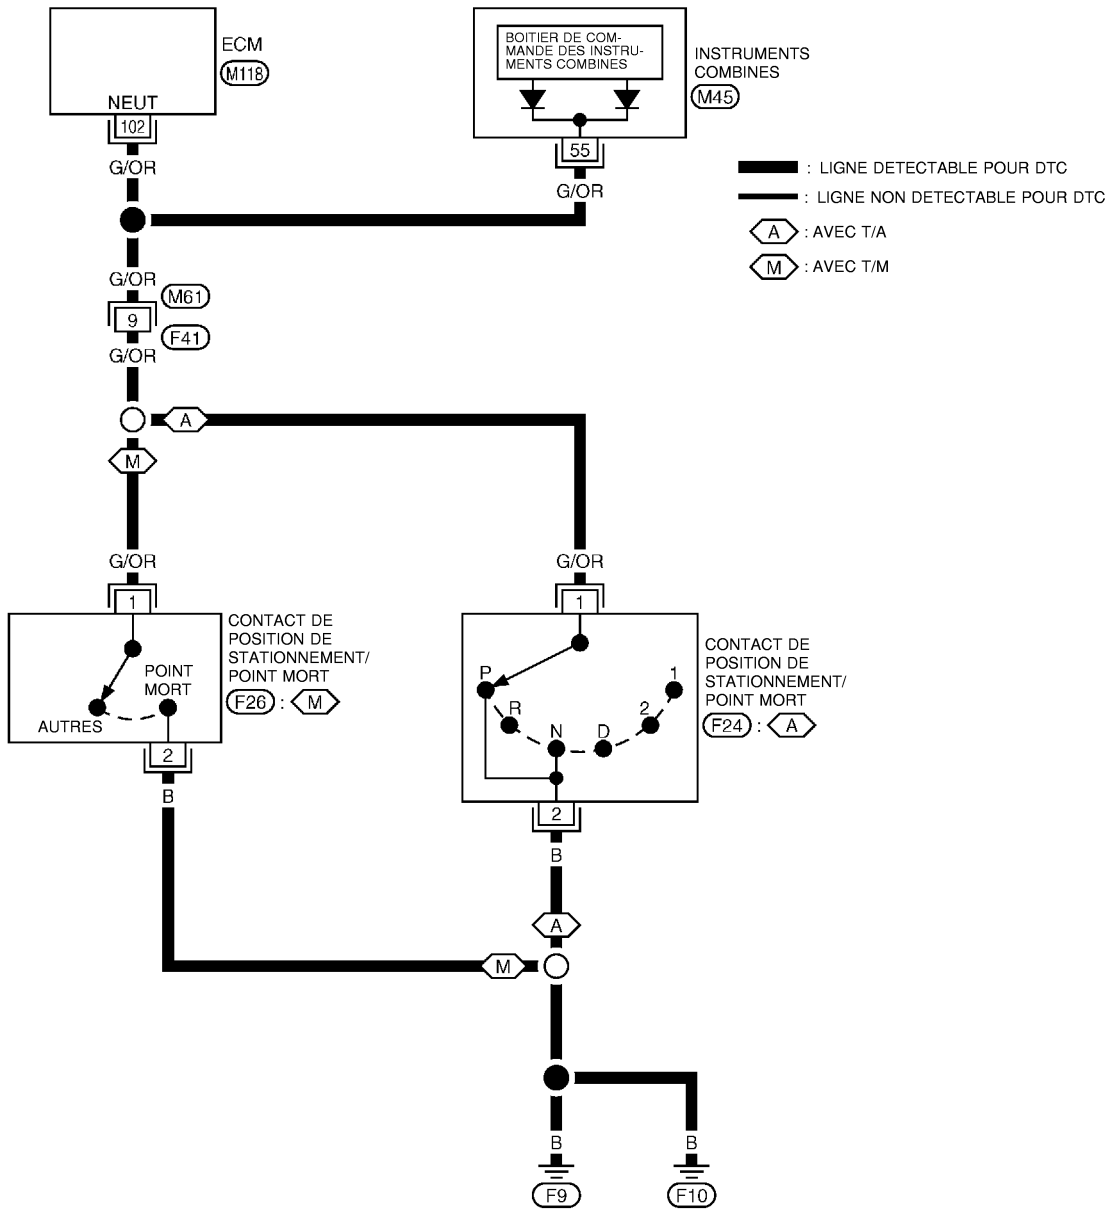 ECM
M118
NEUT
102
G/OR
BOITIER DE COM-
MANDE DES INSTRU-
MENTS COMBINES
INSTRUMENTS
COMBINES
M45
55
G/OR
: LIGNE DETECTABLE POUR DTC
: LIGNE NON DETECTABLE POUR DTC
A : AVEC T/A
M : AVEC T/M
G/OR
M61
9
F41
G/OR
A
M
G/OR
1
G/OR
1
CONTACT DE
POSITION DE
STATIONNEMENT/
POINT MORT
F26 : M
POINT
MORT
AUTRES
2
B
P
R
N
D
2
1
CONTACT DE
POSITION DE
STATIONNEMENT/
POINT MORT
F24 : A
2
B
A
M
B
B
F9
F10